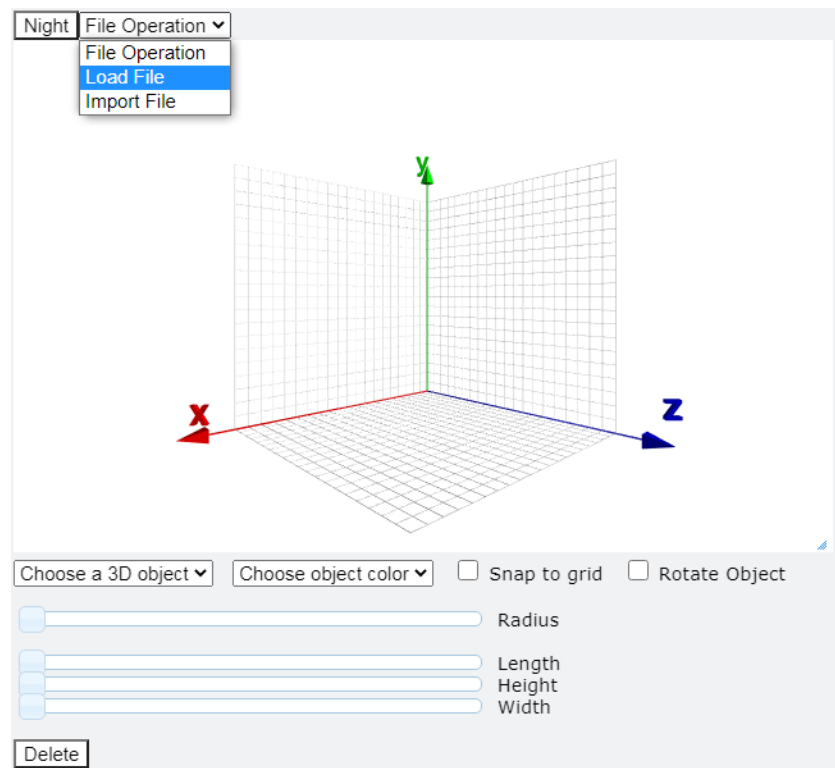 Night File Operation
File Operation
Load File
Import File
y
x
z
Choose a 3D object Choose object color Snap to grid Rotate Object
Radius
Length
Height
Width
Delete